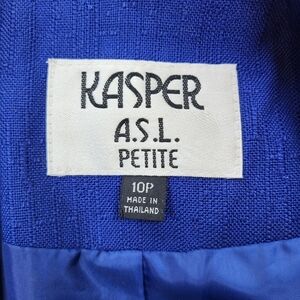 KASPER
A.S.L.
PETITE
10P
MADE IN
THAILAND